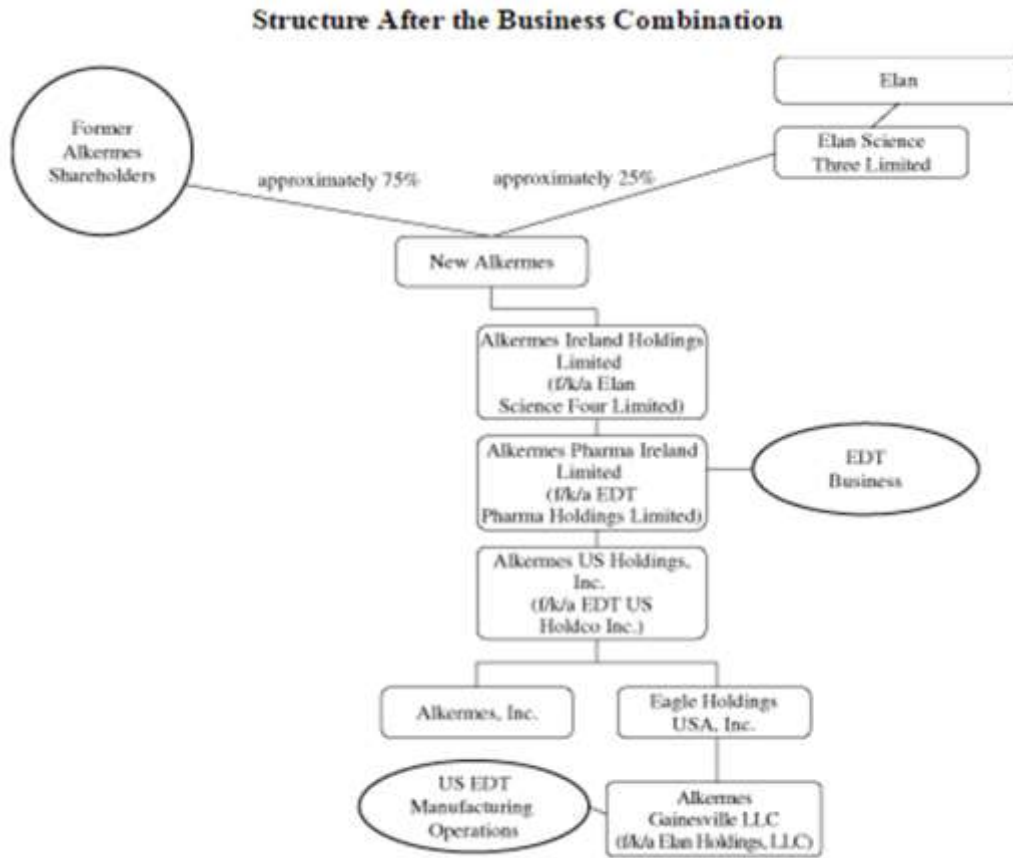 Structure After the Business Combination
Elan
Former
Alkermes
Shareholders
Elan Science
Three Limited
approximately 75%
approximately 25%
New Alkermes
Alkermes Ireland Holdings
Limited
(f/k/a Elan
Science Four Limited)
Alkermes Pharma Ireland
Limited
(f/k/a EDT
Pharma Holdings Limited)
EDT
Business
Alkermes US Holdings,
Inc.
(f/k/a EDT US
Holdco Inc.)
Alkermes, Inc.
Eagle Holdings
USA, Inc.
US EDT
Manufacturing
Operations
Alkermes
Gainesville LLC
(f/k/a Elan Holdings, LLC)